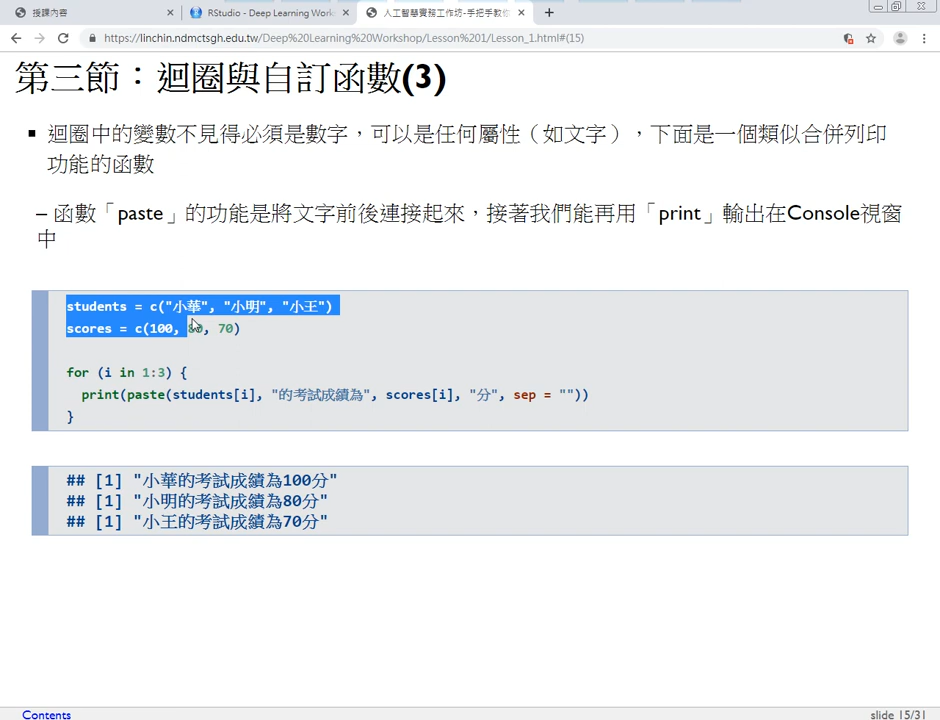 授課內容
RStudio - Deep Learning Work
人工智慧實務工作坊-手把手教你
https://linchin.ndmctsgh.edu.tw/Deep%20Learning%20Workshop/Lesson%201/Lesson_1.html#(15)
第三節：迴圈與自訂函數(3)
迴圈中的變數不見得必須是數字，可以是任何屬性（如文字），下面是一個類似合併列印
功能的函數
– 函數「paste」的功能是將文字前後連接起來，接著我們能再用「print」輸出在Console視窗
中
students = c("小華", "小明", "小王")
scores = c(100, 80, 70)
for (i in 1:3) {
print(paste(students[i], "的考試成績為", scores[i], "分", sep = ""))
}
## [1] "小華的考試成績為100分"
## [1] "小明的考試成績為80分"
## [1] "小王的考試成績為70分"
Contents
slide 15/31